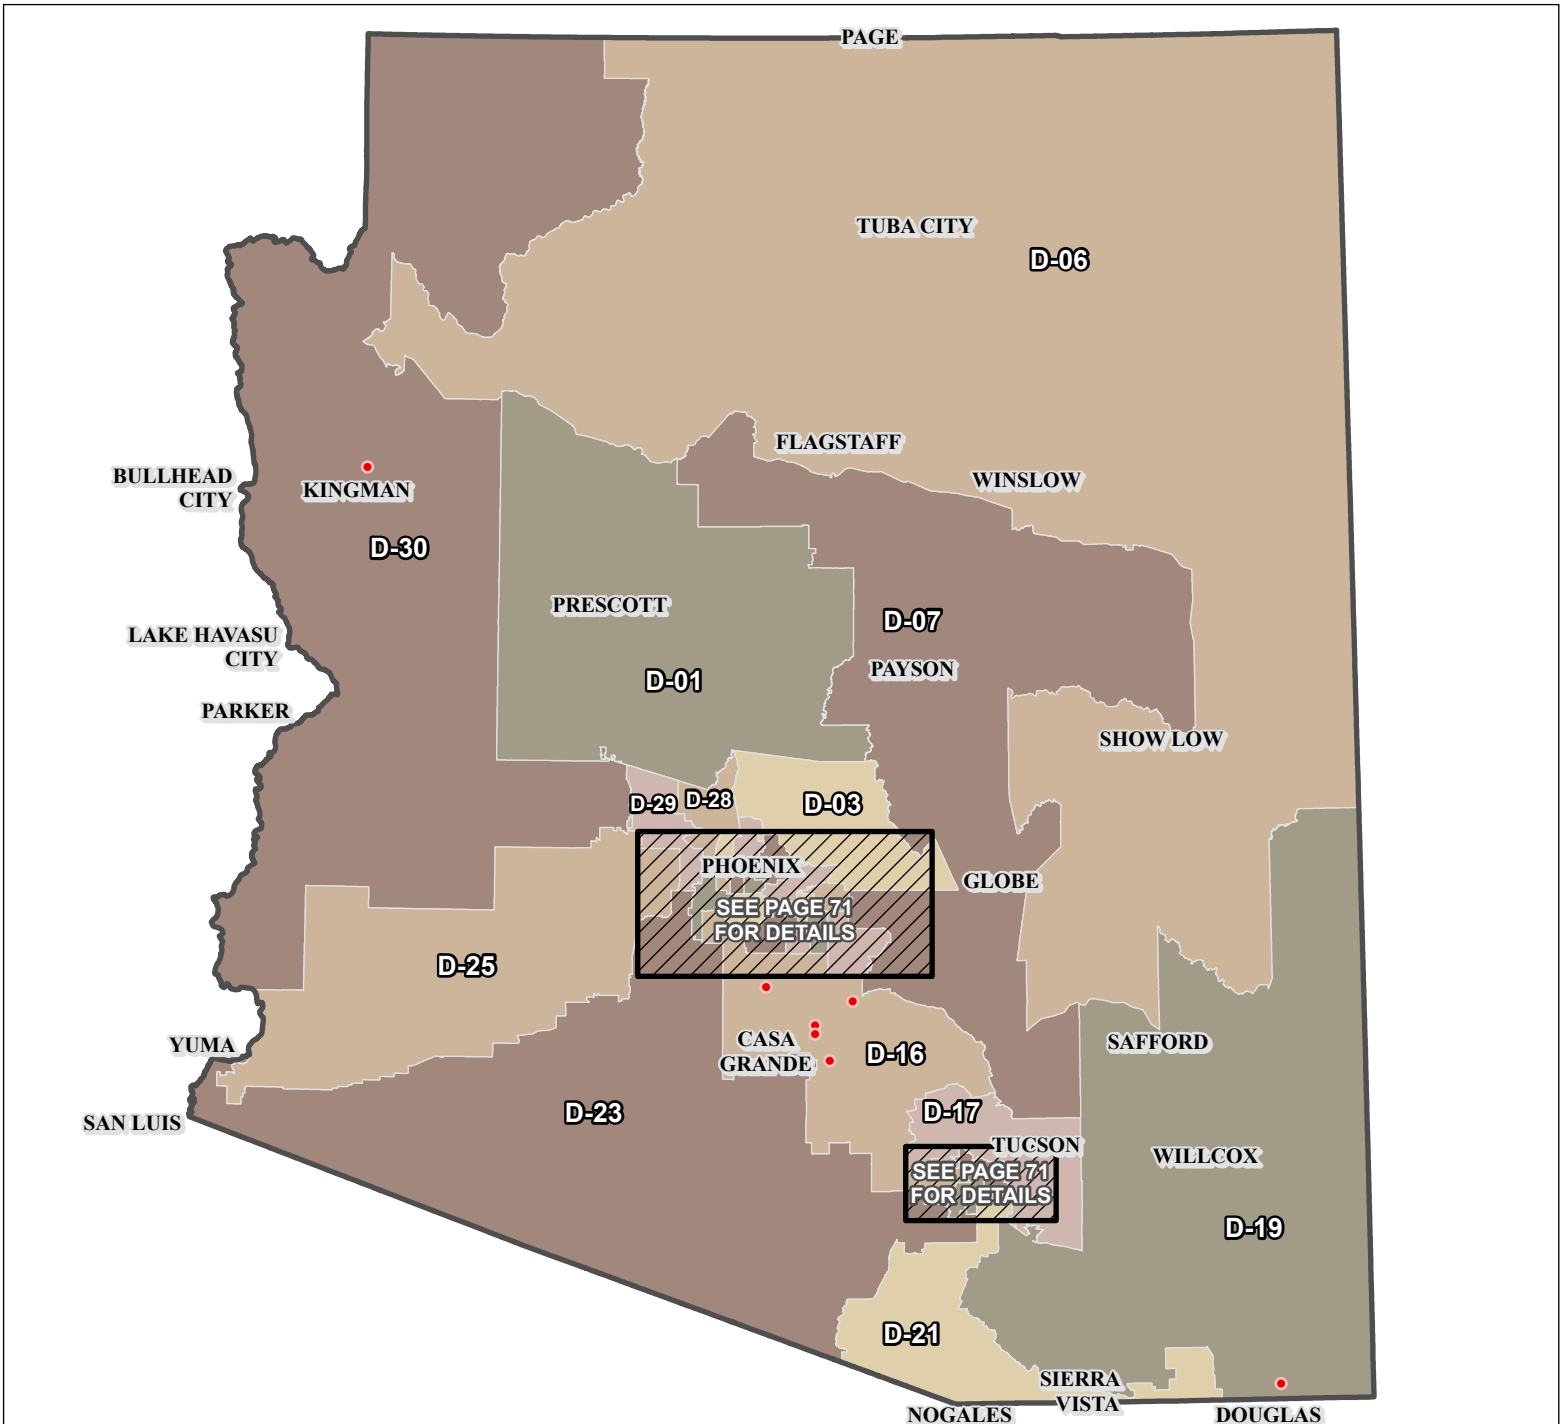 PAGE
TUBA CITY
D-06
FLAGSTAFF
BULLHEAD
CITY
KINGMAN
WINSLOW
D-30
PRESCOTT
D-07
LAKE HAVASU
CITY
PAYSON
D-01
PARKER
SHOW LOW
D-29
D-28
D-03
PHOENIX
GLOBE
SEE PAGE 71
FOR DETAILS
D-25
YUMA
CASA
GRANDE
D-16
SAFFORD
SAN LUIS
D-23
D-17
TUCSON
WILLCOX
SEE PAGE 71
FOR DETAILS
D-19
D-21
SIERRA
VISTA
NOGALES
DOUGLAS